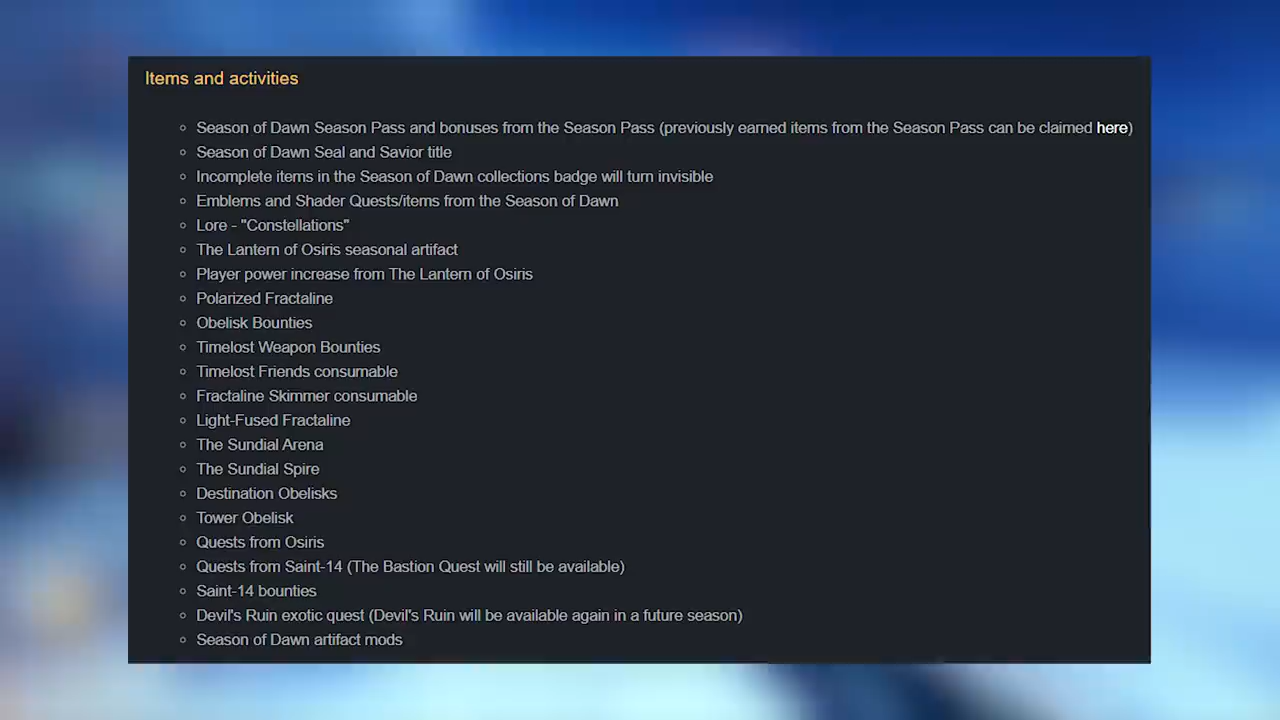 Items and activities
Season of Dawn Season Pass and bonuses from the Season Pass (previously earned items from the Season Pass can be claimed here)
Season of Dawn Seal and Savior title
Incomplete items in the Season of Dawn collections badge will turn invisible
Emblems and Shader Quests/items from the Season of Dawn
Lore - "Constellations"
The Lantern of Osiris seasonal artifact
Player power increase from The Lantern of Osiris
Polarized Fractaline
Obelisk Bounties
Timelost Weapon Bounties
Timelost Friends consumable
Fractaline Skimmer consumable
Light-Fused Fractaline
The Sundial Arena
The Sundial Spire
Destination Obelisks
Tower Obelisk
Quests from Osiris
Quests from Saint-14 (The Bastion Quest will still be available)
Saint-14 bounties
Devil's Ruin exotic quest (Devil's Ruin will be available again in a future season)
Season of Dawn artifact mods